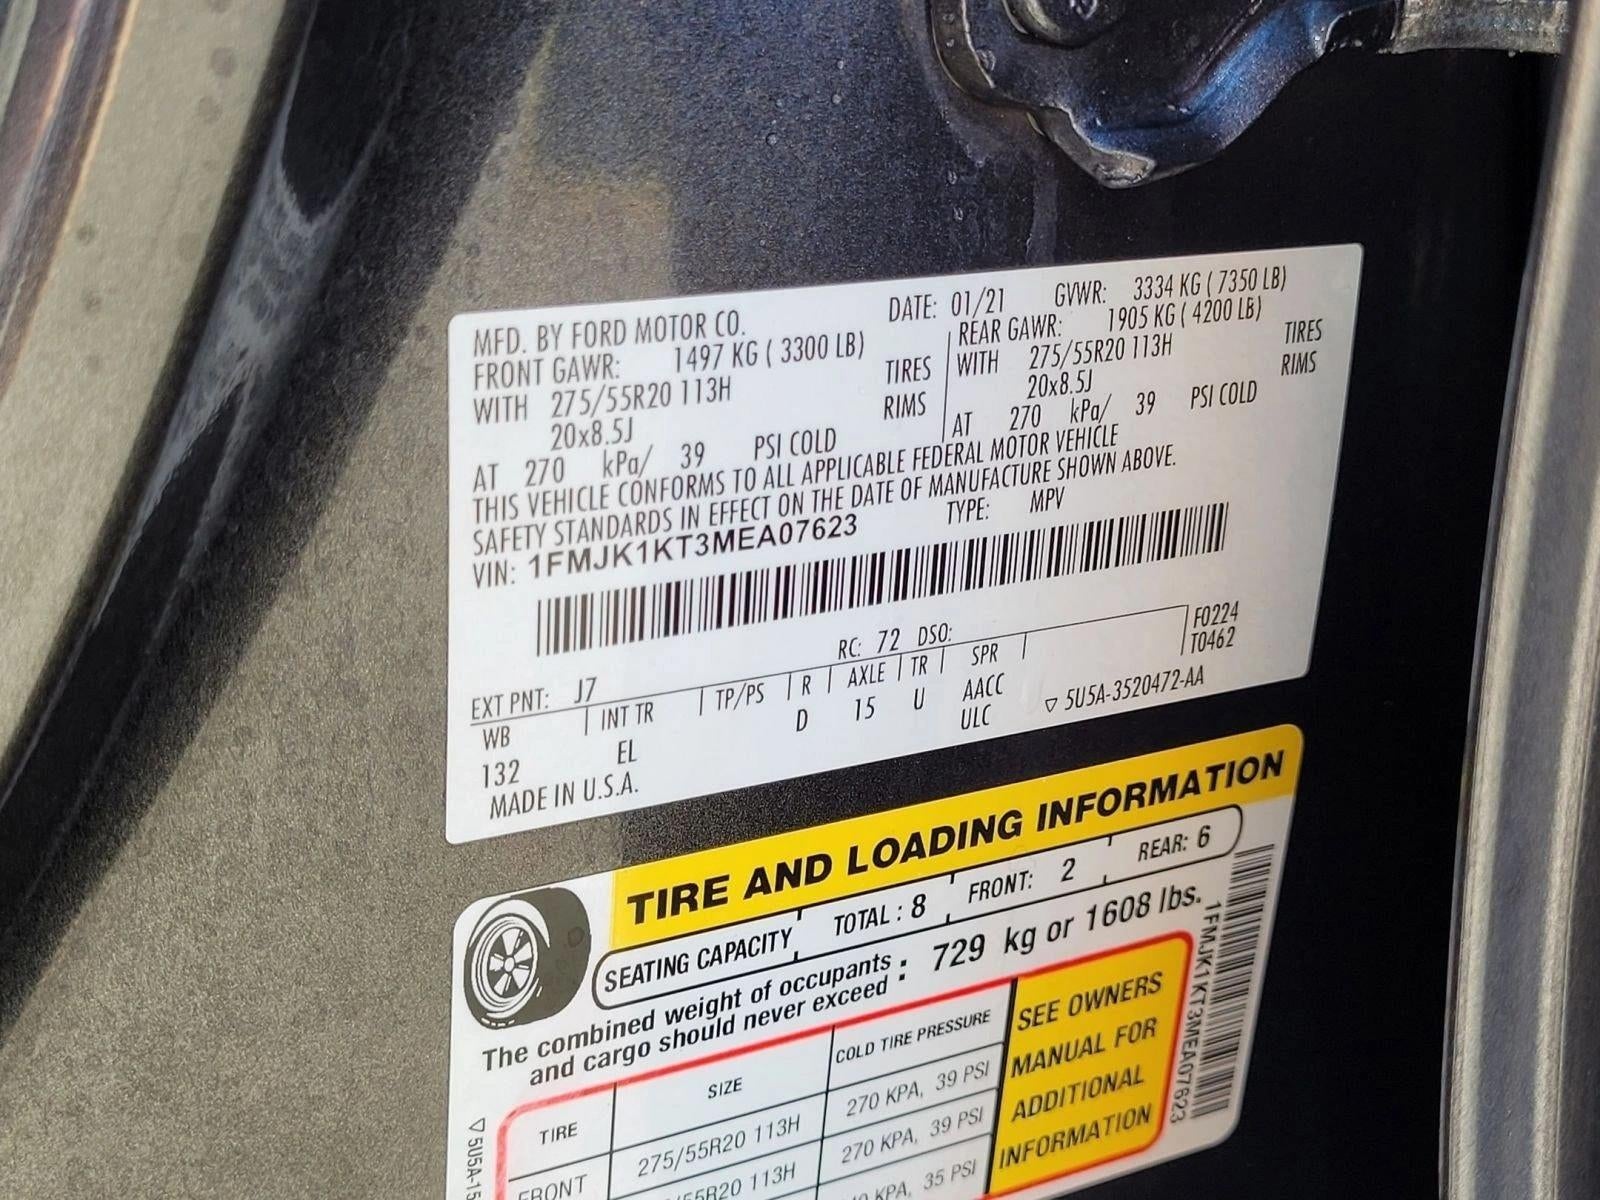 MFD. BY FORD MOTOR CO.
DATE: 01/21 GVWR: 3334 KG ( 7350 LB)
FRONT GAWR: 1497 KG ( 3300 LB)
WITH 275/55R20 113H TIRES
20x8.5J RIMS
AT 270 kPa/ 39 PSI COLD
REAR GAWR: 1905 KG ( 4200 LB)
WITH 275/55R20 113H TIRES
20x8.5J RIMS
AT 270 kPa/ 39 PSI COLD
THIS VEHICLE CONFORMS TO ALL APPLICABLE FEDERAL MOTOR VEHICLE
SAFETY STANDARDS IN EFFECT ON THE DATE OF MANUFACTURE SHOWN ABOVE.
VIN: 1FMJK1KT3MEA07623 TYPE: MPV
F0224
T0462
EXT PNT: J7 RC: 72 DSO:
WB INT TR TP/PS R AXLE TR SPR
132 EL D 15 U AACC
ULC
▽ 5U5A-3520472-AA
MADE IN U.S.A.
TIRE AND LOADING INFORMATION
SEATING CAPACITY TOTAL : 8 FRONT: 2 REAR: 6
The combined weight of occupants
and cargo should never exceed : 729 kg or 1608 lbs.
TIRE SIZE COLD TIRE PRESSURE
FRONT 275/55R20 113H 270 KPA, 39 PSI
/55R20 113H 270 KPA, 39 PSI
KPA, 35 PSI
SEE OWNERS
MANUAL FOR
ADDITIONAL
INFORMATION
1FMJK1KT3MEA07623
▽ 5U5A-15